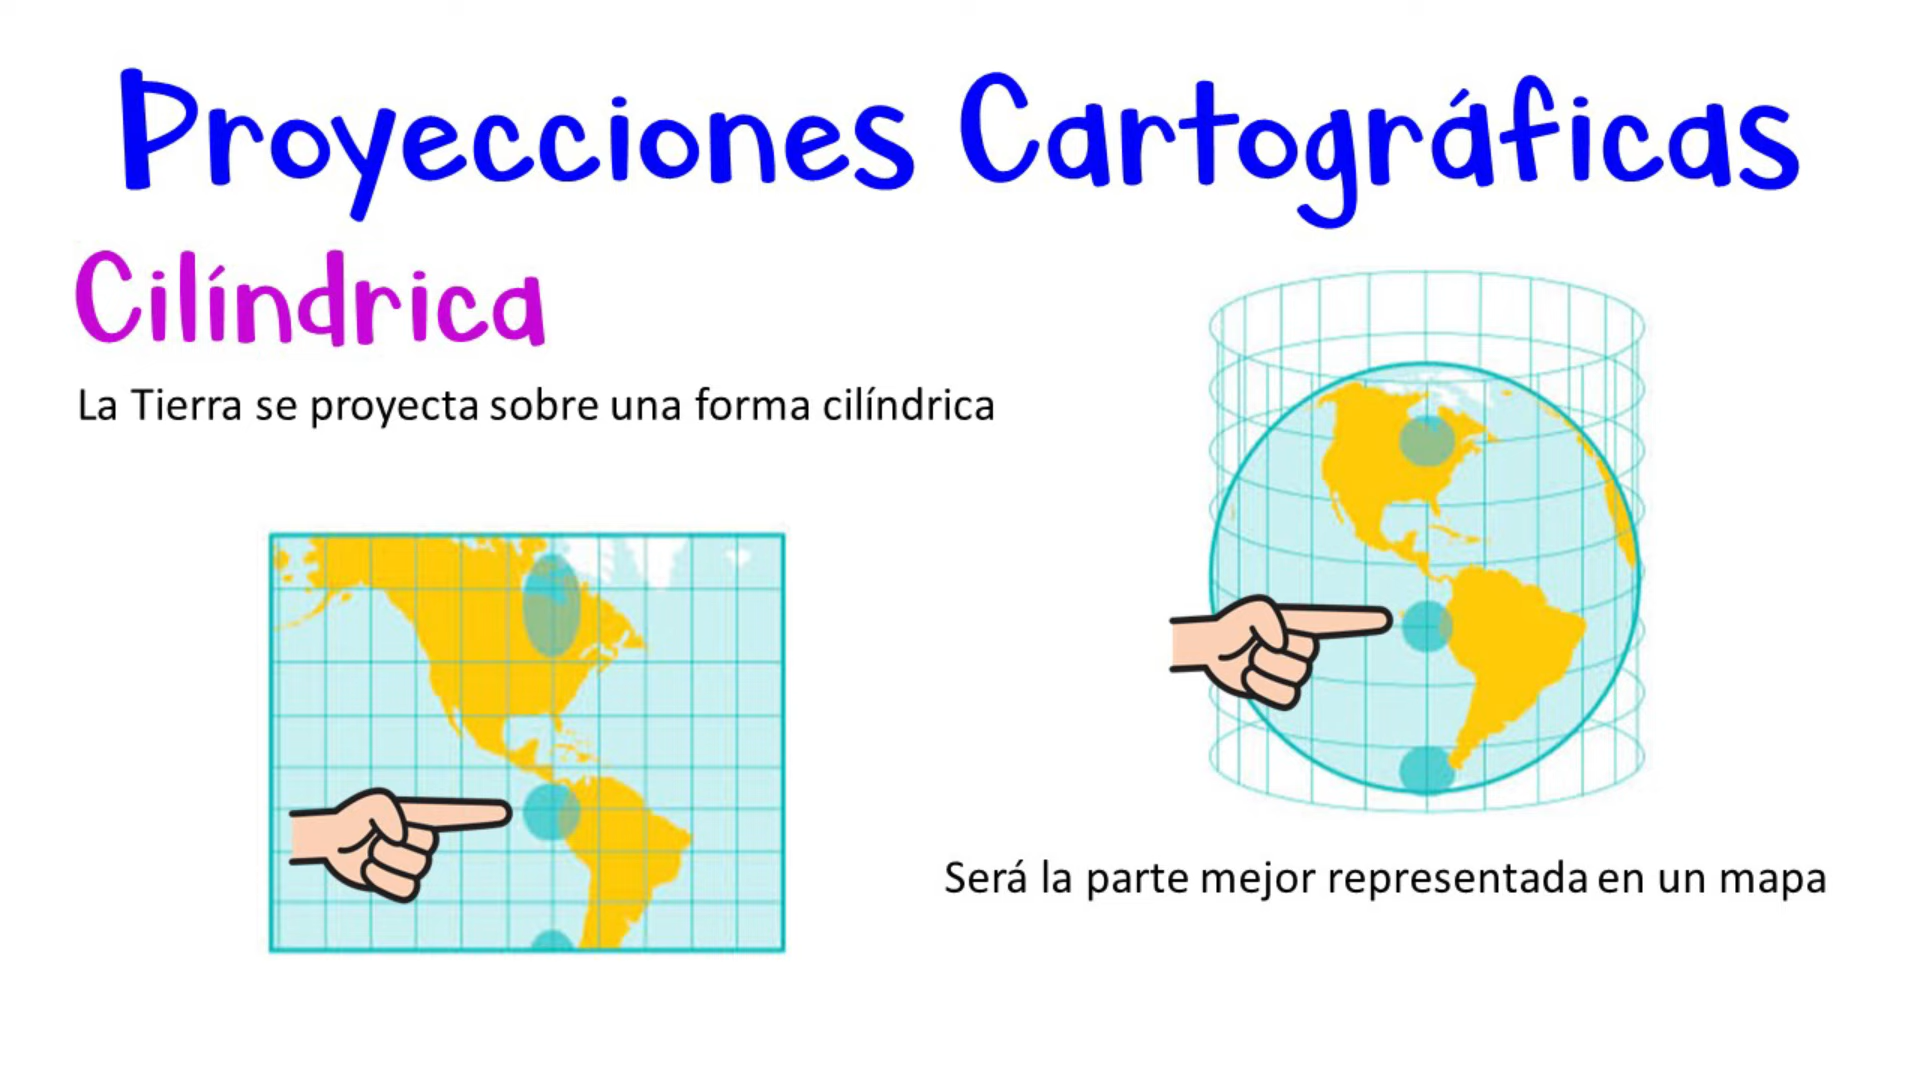 Proyecciones Cartográficas
Cilíndrica
La Tierra se proyecta sobre una forma cilíndrica
Será la parte mejor representada en un mapa